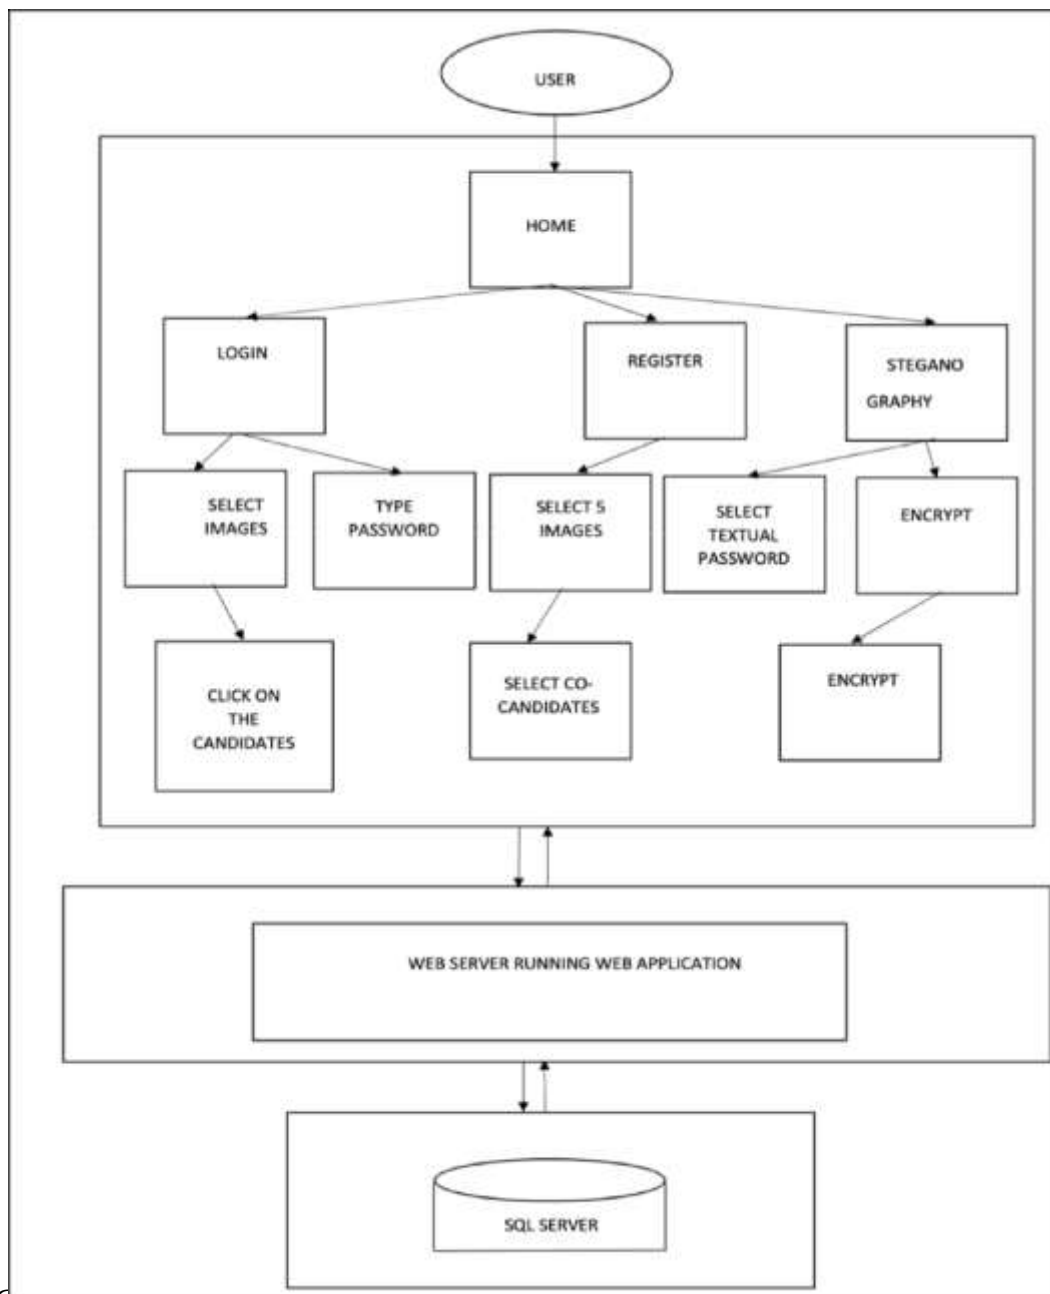 USER
HOME
LOGIN
REGISTER
STEGANO
GRAPHY
SELECT
IMAGES
TYPE
PASSWORD
SELECT 5
IMAGES
SELECT
TEXTUAL
PASSWORD
ENCRYPT
CLICK ON
THE
CANDIDATES
SELECT CO-
CANDIDATES
ENCRYPT
WEB SERVER RUNNING WEB APPLICATION
SQL SERVER